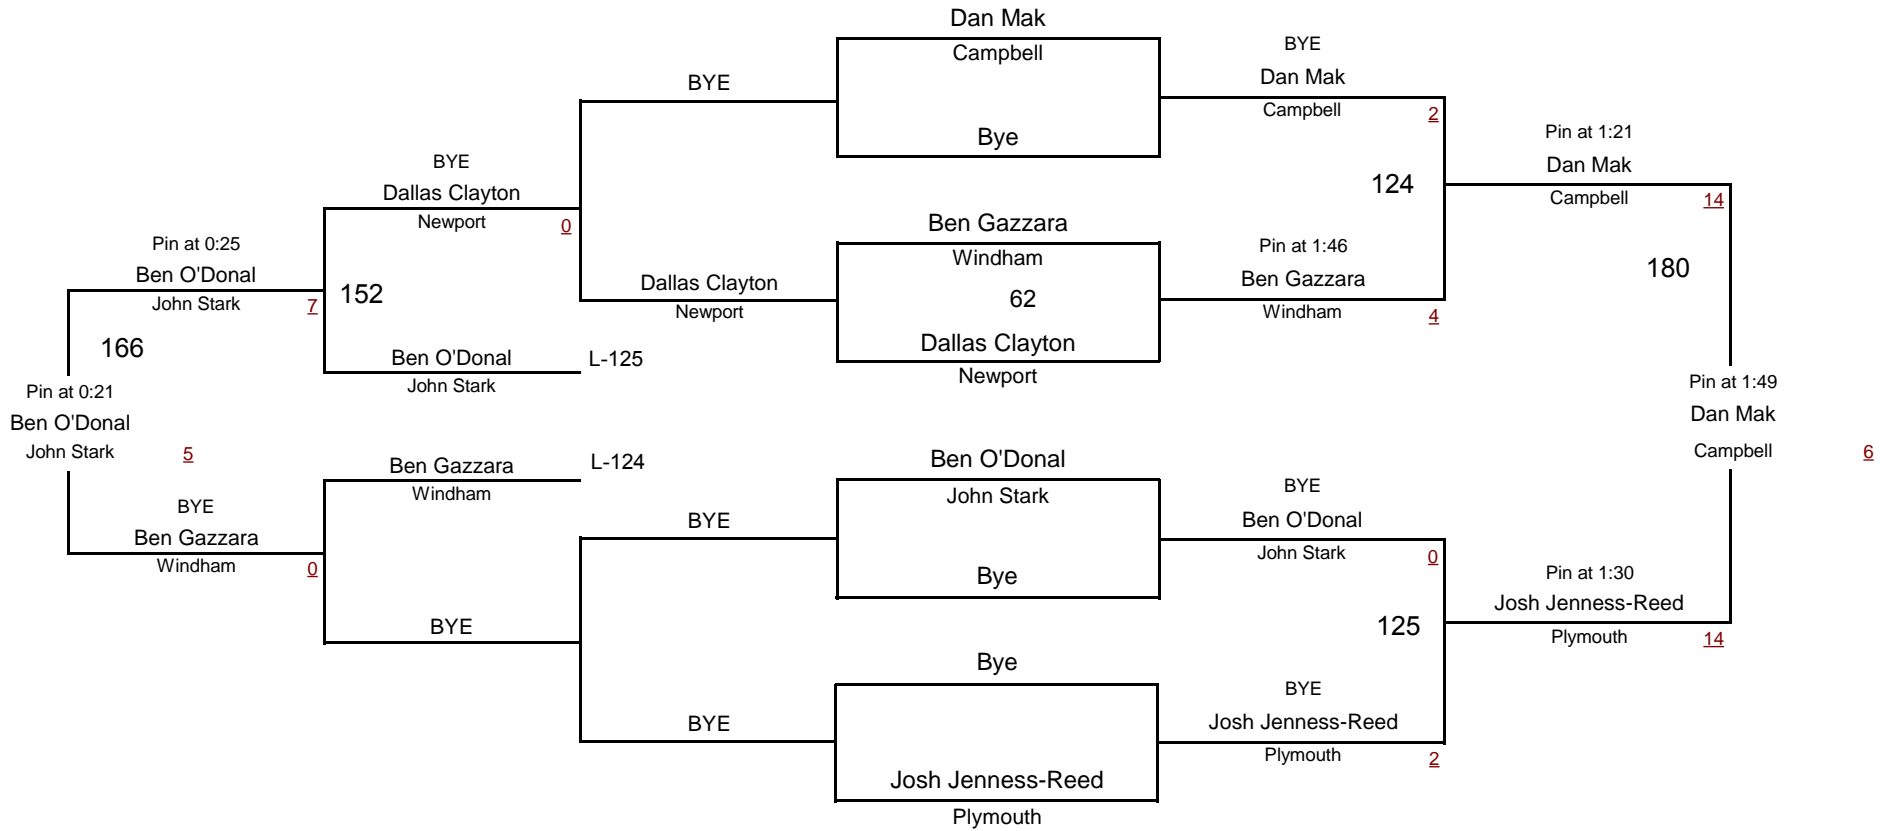 Dan Mak
Campbell
BYE
Dan Mak
Campbell
2
BYE
Bye
Pin at 1:21
Dan Mak
Campbell
14
124
BYE
Dallas Clayton
Newport
0
Ben Gazzara
Windham
62
Dallas Clayton
Newport
Pin at 1:46
Ben Gazzara
Windham
4
180
Pin at 0:25
Ben O'Donal
John Stark
7
152
Dallas Clayton
Newport
166
Ben O'Donal
John Stark
L-125
Pin at 0:21
Ben O'Donal
John Stark
5
Pin at 1:49
Dan Mak
Campbell
6
Ben Gazzara
Windham
L-124
Ben O'Donal
John Stark
BYE
Ben O'Donal
John Stark
0
BYE
Ben Gazzara
Windham
0
BYE
Bye
Pin at 1:30
Josh Jenness-Reed
Plymouth
14
BYE
125
Bye
BYE
Josh Jenness-Reed
Plymouth
2
BYE
Josh Jenness-Reed
Plymouth